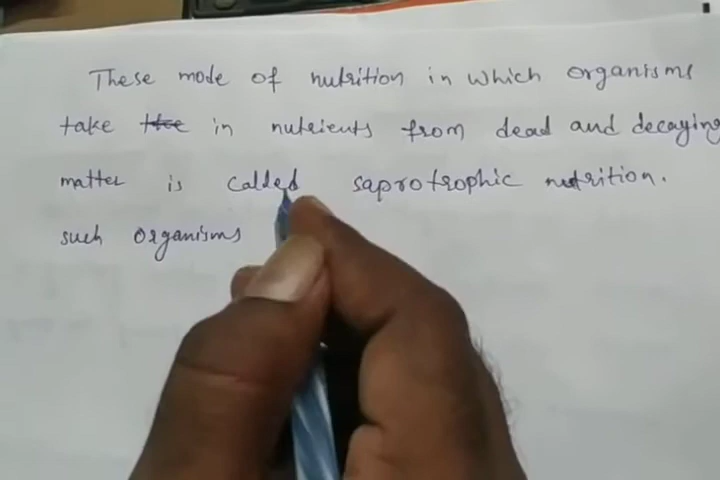 These mode of nutrition in which organisms
take in nutrients from dead and decaying
matter is called saprotrophic nutrition.
such organisms